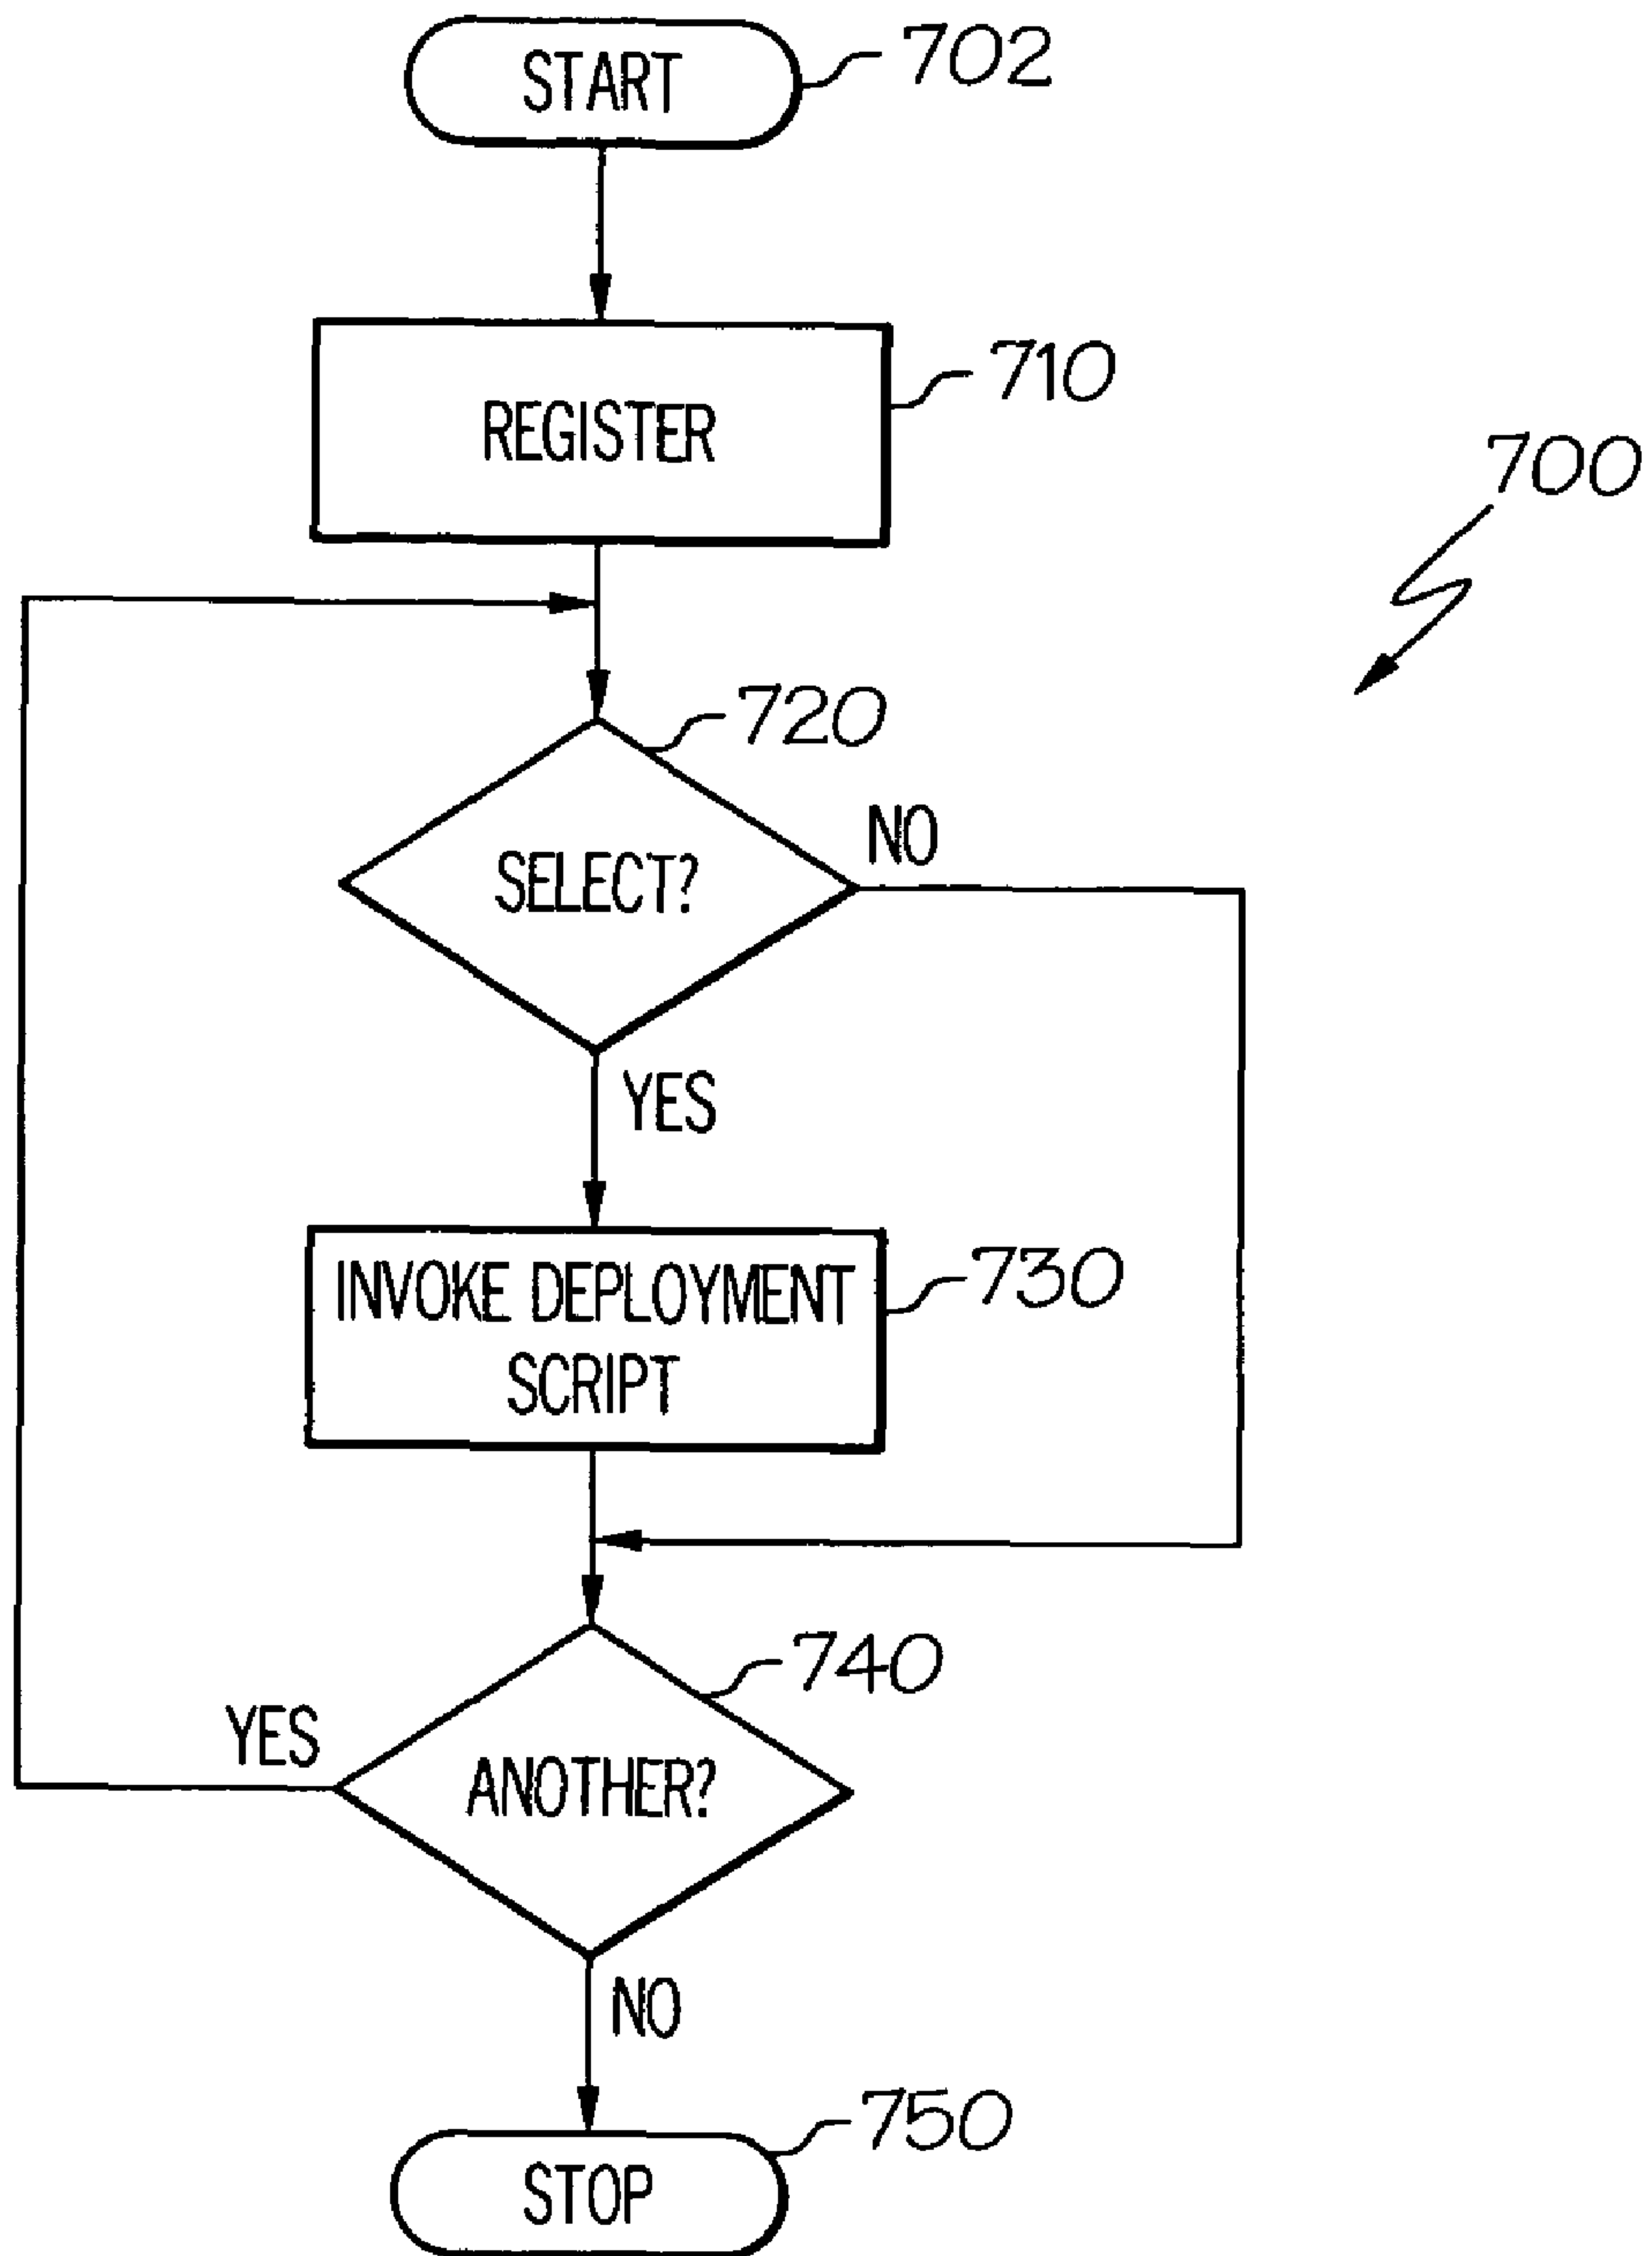 START
702
REGISTER
710
700
720
SELECT?
NO
YES
INVOKE DEPLOYMENT
SCRIPT
730
740
YES
ANOTHER?
NO
750
STOP